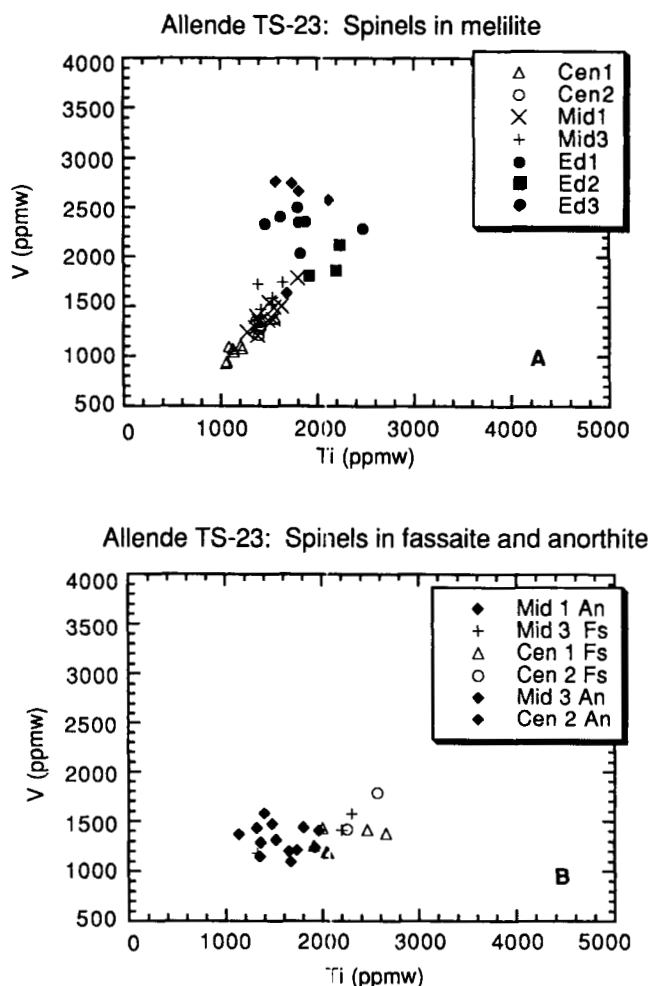 Allende TS-23: Spinels in melilite
4000
3500
3000
2500
2000
1500
1000
500
V (ppmw)
Cen1
Cen2
Mid1
Mid3
Ed1
Ed2
Ed3
A
0 1000 2000 3000 4000 5000
Ti (ppmw)
Allende TS-23: Spinels in fassaite and anorthite
4000
3500
3000
2500
2000
1500
1000
500
V (ppmw)
Mid 1 An
Mid 3 Fs
Cen 1 Fs
Cen 2 Fs
Mid 3 An
Cen 2 An
B
0 1000 2000 3000 4000 5000
Ti (ppmw)